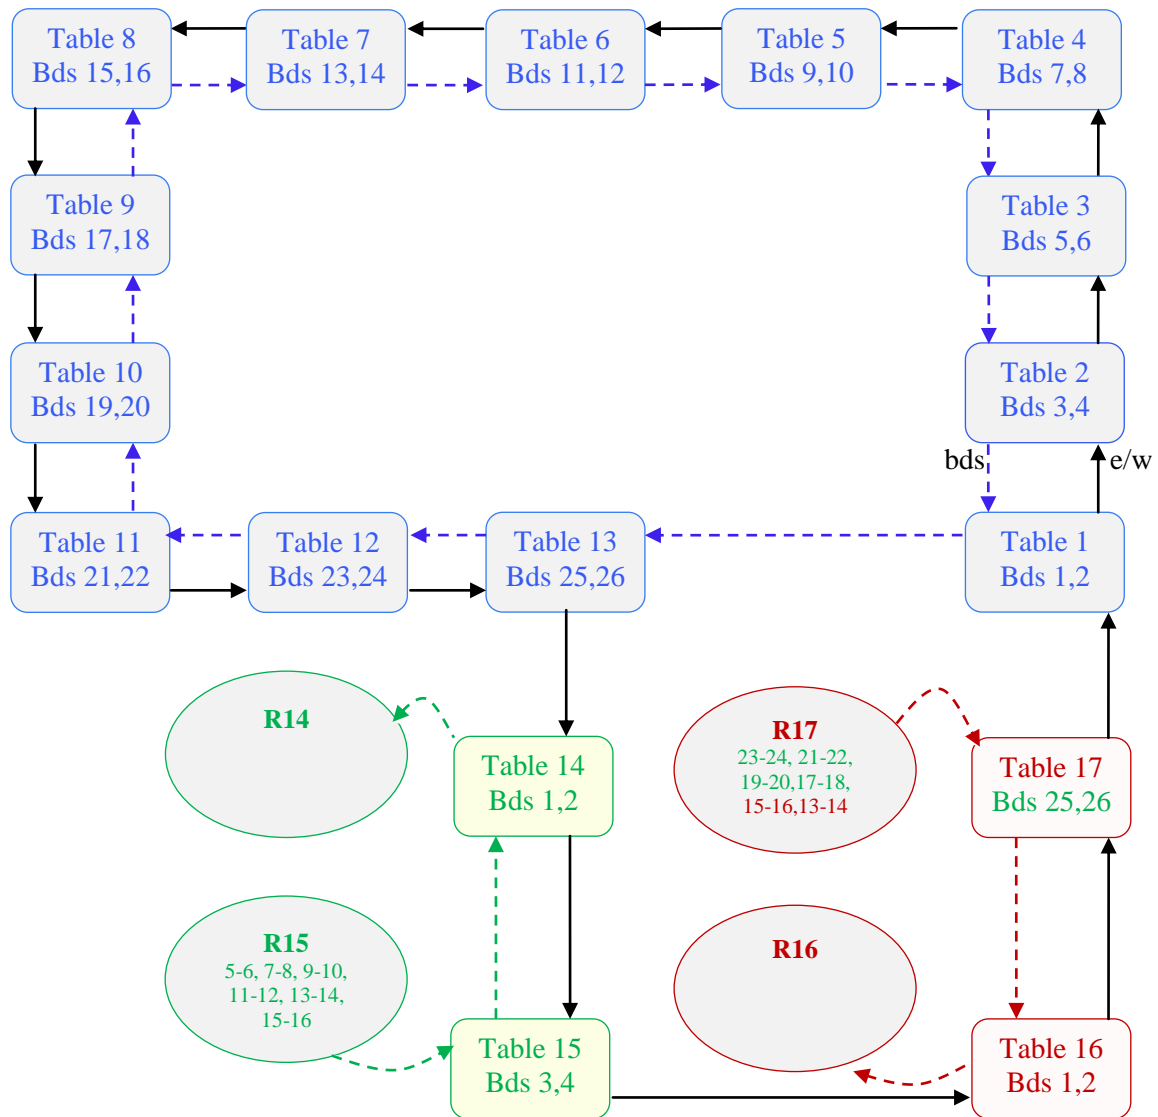 Table 8
Bds 15,16
Table 7
Bds 13,14
Table 6
Bds 11,12
Table 5
Bds 9,10
Table 4
Bds 7,8
Table 9
Bds 17,18
Table 3
Bds 5,6
Table 10
Bds 19,20
Table 2
Bds 3,4
bds
e/w
Table 11
Bds 21,22
Table 12
Bds 23,24
Table 13
Bds 25,26
Table 1
Bds 1,2
R14
Table 14
Bds 1,2
R17
23-24, 21-22,
19-20,17-18,
15-16,13-14
Table 17
Bds 25,26
R15
5-6, 7-8, 9-10,
11-12, 13-14,
15-16
R16
Table 15
Bds 3,4
Table 16
Bds 1,2